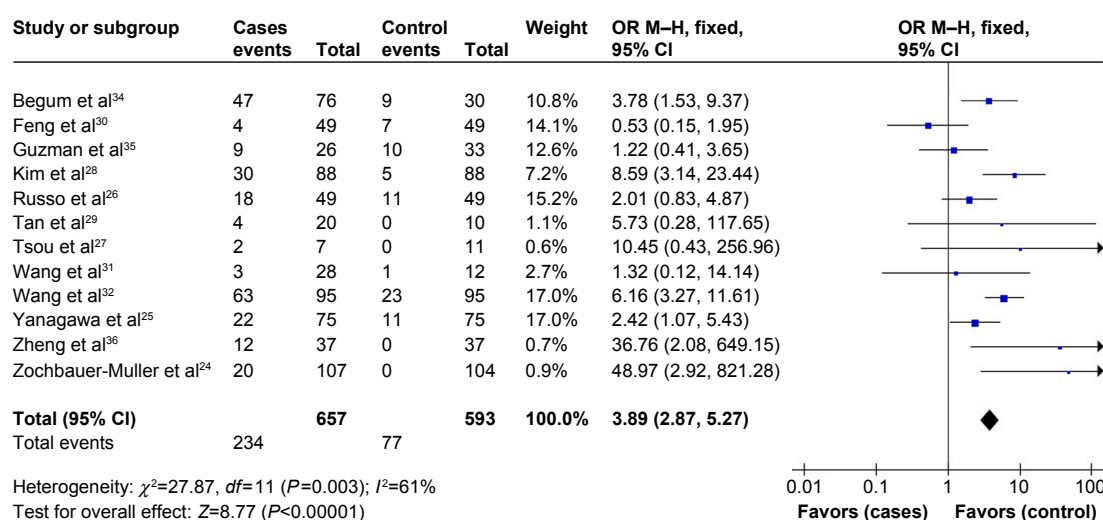 Study or subgroup Cases events Total Control events Total Weight OR M–H, fixed, 95% CI OR M–H, fixed, 95% CI
Begum et al34 47 76 9 30 10.8% 3.78 (1.53, 9.37)
Feng et al30 4 49 7 49 14.1% 0.53 (0.15, 1.95)
Guzman et al35 9 26 10 33 12.6% 1.22 (0.41, 3.65)
Kim et al28 30 88 5 88 7.2% 8.59 (3.14, 23.44)
Russo et al26 18 49 11 49 15.2% 2.01 (0.83, 4.87)
Tan et al29 4 20 0 10 1.1% 5.73 (0.28, 117.65)
Tsou et al27 2 7 0 11 0.6% 10.45 (0.43, 256.96)
Wang et al31 3 28 1 12 2.7% 1.32 (0.12, 14.14)
Wang et al32 63 95 23 95 17.0% 6.16 (3.27, 11.61)
Yanagawa et al25 22 75 11 75 17.0% 2.42 (1.07, 5.43)
Zheng et al36 12 37 0 37 0.7% 36.76 (2.08, 649.15)
Zochbauer-Muller et al24 20 107 0 104 0.9% 48.97 (2.92, 821.28)
Total (95% CI) 657 593 100.0% 3.89 (2.87, 5.27)
Total events 234 77
Heterogeneity: χ²=27.87, df=11 (P=0.003); I²=61%
Test for overall effect: Z=8.77 (P<0.00001)
0.01 0.1 1 10 100
Favors (cases) Favors (control)